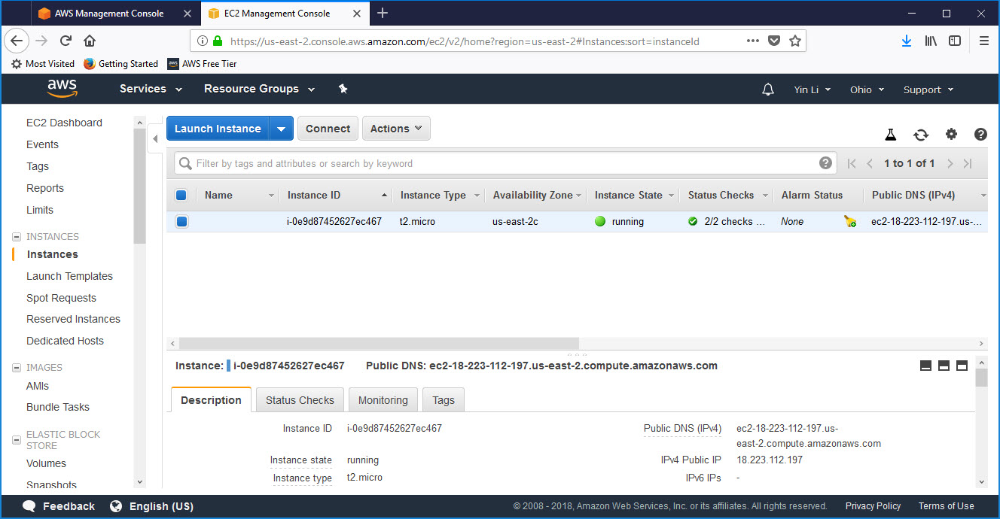 AWS Management Console
EC2 Management Console
https://us-east-2.console.aws.amazon.com/ec2/v2/home?region=us-east-2#Instances:sort=instanceId
Most Visited Getting Started aws AWS Free Tier
aws Services Resource Groups Yin Li Ohio Support
EC2 Dashboard
Events
Tags
Reports
Limits
INSTANCES
Instances
Launch Templates
Spot Requests
Reserved Instances
Dedicated Hosts
IMAGES
AMIs
Bundle Tasks
ELASTIC BLOCK
STORE
Volumes
Snapshots
Launch Instance Connect Actions
Filter by tags and attributes or search by keyword ? 1 to 1 of 1
Name Instance ID Instance Type Availability Zone Instance State Status Checks Alarm Status Public DNS (IPv4)
i-0e9d87452627ec467 t2.micro us-east-2c running 2/2 checks ... None ec2-18-223-112-197.us-...
Instance: i-0e9d87452627ec467 Public DNS: ec2-18-223-112-197.us-east-2.compute.amazonaws.com
Description Status Checks Monitoring Tags
Instance ID i-0e9d87452627ec467 Public DNS (IPv4) ec2-18-223-112-197.us-
east-2.compute.amazonaws.com
Instance state running IPv4 Public IP 18.223.112.197
Instance type t2.micro IPv6 IPs -
Feedback English (US) © 2008 - 2018, Amazon Web Services, Inc. or its affiliates. All rights reserved. Privacy Policy Terms of Use